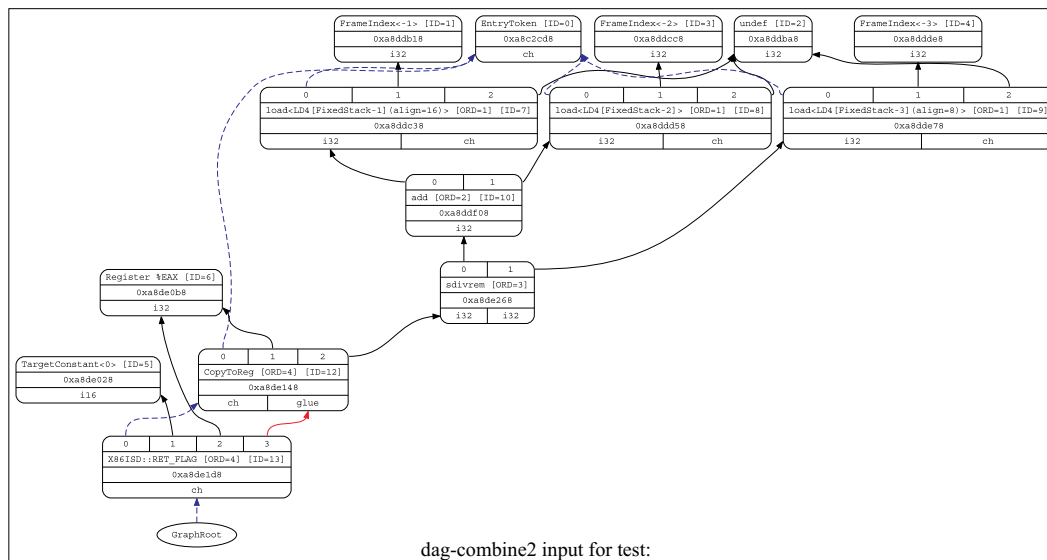 FrameIndex<-1> [ID=1]
0xa8ddb18
i32
EntryToken [ID=0]
0xa8c2cd8
ch
FrameIndex<-2> [ID=3]
0xa8ddcc8
i32
undef [ID=2]
0xa8ddba8
i32
FrameIndex<-3> [ID=4]
0xa8ddde8
i32
0 1 2
load<LD4[FixedStack-1](align=16)> [ORD=1] [ID=7]
0xa8ddc38
i32 ch
0 1 2
load<LD4[FixedStack-2]> [ORD=1] [ID=8]
0xa8ddd58
i32 ch
0 1 2
load<LD4[FixedStack-3](align=8)> [ORD=1] [ID=9]
0xa8dde78
i32 ch
0 1
add [ORD=2] [ID=10]
0xa8ddf08
i32
0 1
sdivrem [ORD=3]
0xa8de268
i32 i32
Register %EAX [ID=6]
0xa8de0b8
i32
0 1 2
CopyToReg [ORD=4] [ID=12]
0xa8de148
ch glue
TargetConstant<0> [ID=5]
0xa8de028
i16
0 1 2 3
X86ISD::RET_FLAG [ORD=4] [ID=13]
0xa8de1d8
ch
GraphRoot
dag-combine2 input for test: